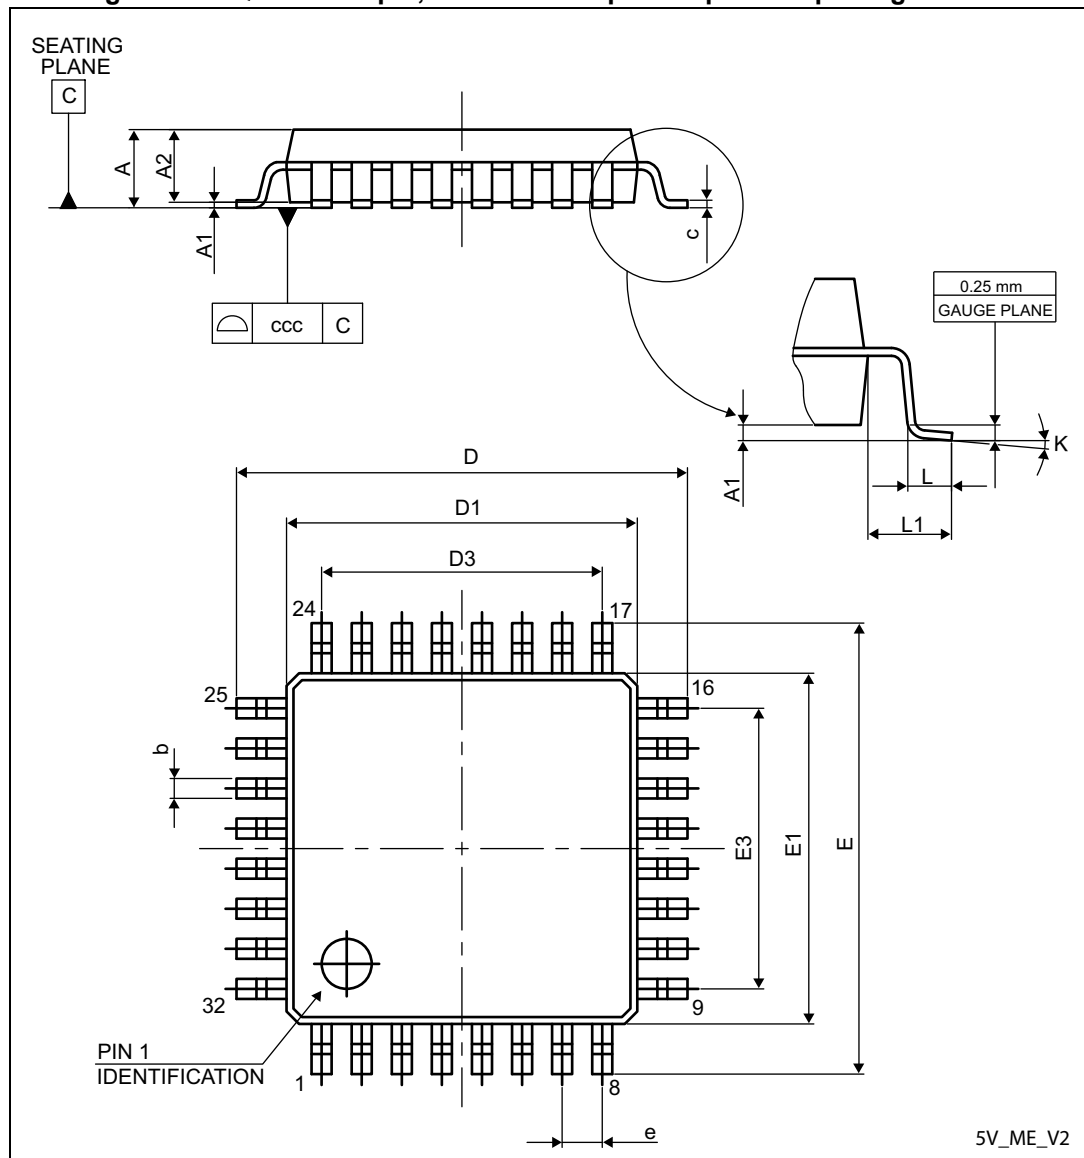 SEATING
PLANE
C
A
A2
A1
c
ccc
C
0.25 mm
GAUGE PLANE
A1
K
L
L1
D
D1
D3
24
17
25
16
b
E3
E1
E
32
9
PIN 1
IDENTIFICATION
1
8
e
5V_ME_V2